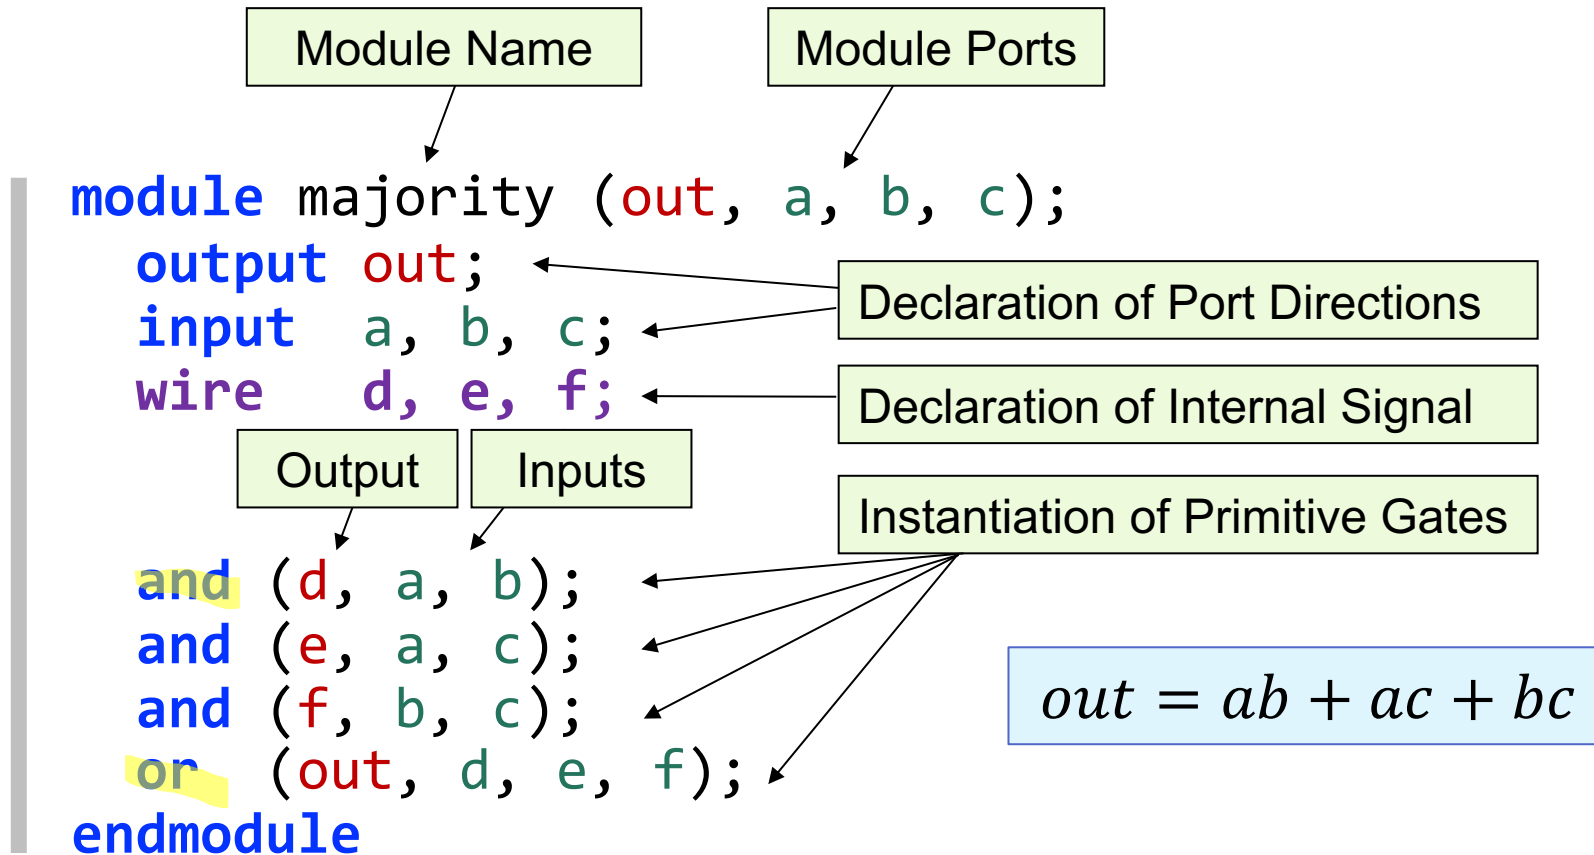 Module Name
Module Ports
module majority (out, a, b, c);
output out;
Declaration of Port Directions
input a, b, c;
wire d, e, f;
Declaration of Internal Signal
Output
Inputs
Instantiation of Primitive Gates
and (d, a, b);
and (e, a, c);
and (f, b, c);
out = ab + ac + bc
or (out, d, e, f);
endmodule